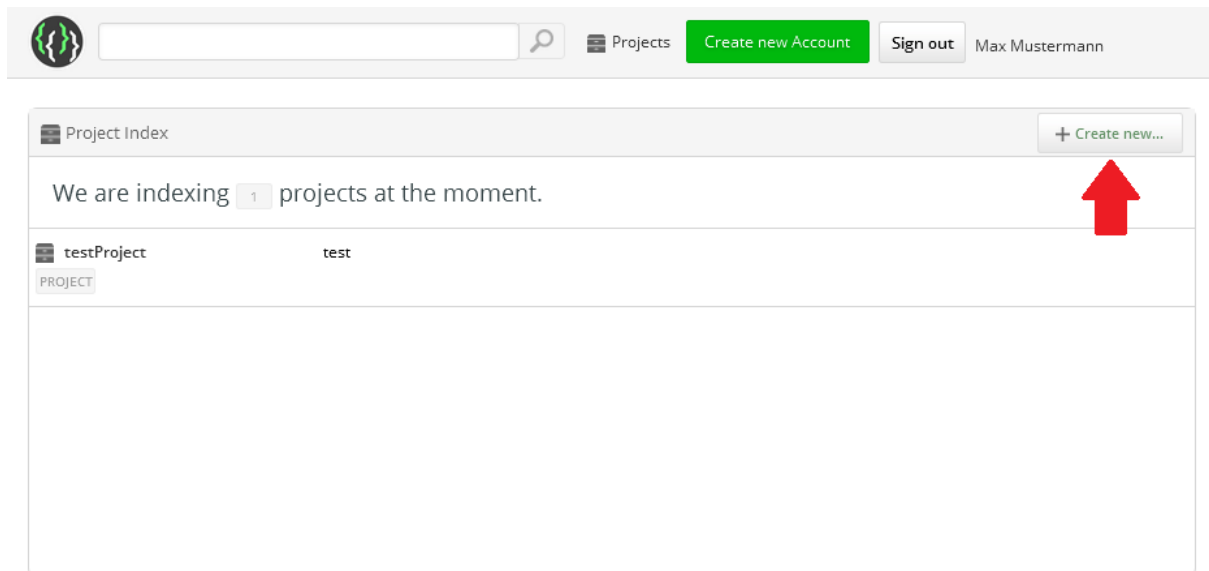 Projects Create new Account Sign out Max Mustermann
Project Index + Create new...
We are indexing 1 projects at the moment.
testProject test
PROJECT